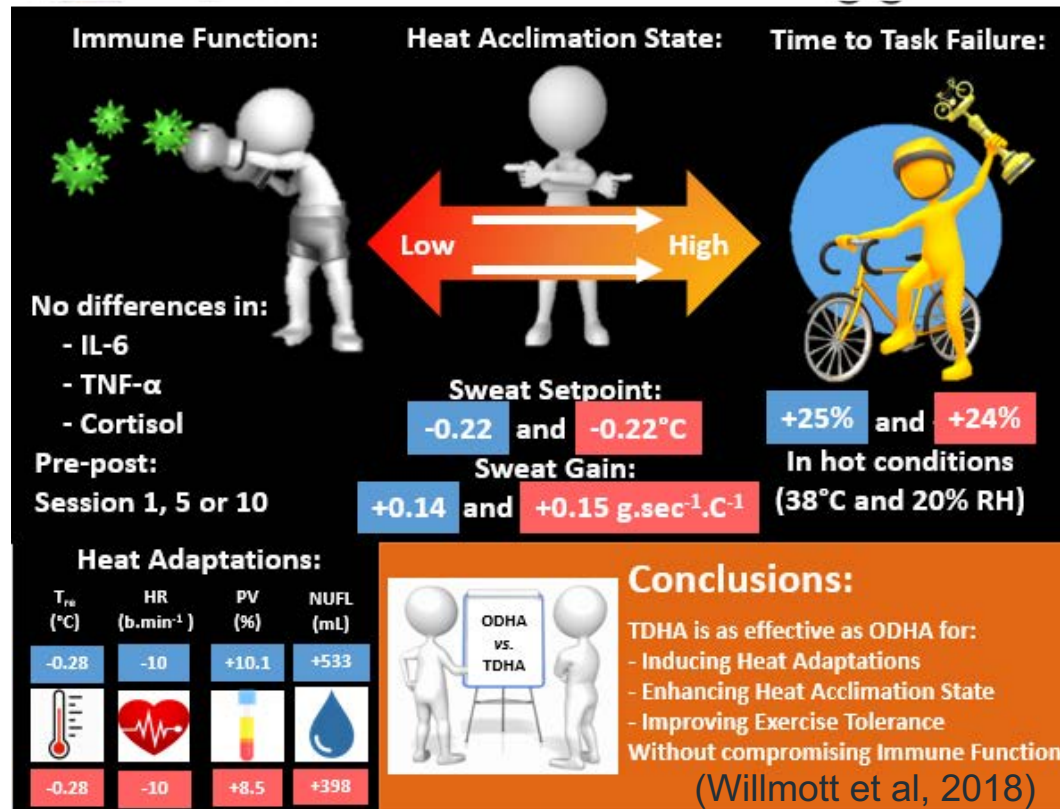 Immune Function:
Heat Acclimation State:
Time to Task Failure:
Low
High
No differences in:
- IL-6
- TNF-α
- Cortisol
Pre-post:
Session 1, 5 or 10
Sweat Setpoint:
-0.22 and -0.22°C
Sweat Gain:
+0.14 and +0.15 g.sec⁻¹.C⁻¹
+25% and +24%
In hot conditions
(38°C and 20% RH)
Heat Adaptations:
Tre HR PV NUFL
(°C) (b.min⁻¹ ) (%) (mL)
-0.28 -10 +10.1 +533
-0.28 -10 +8.5 +398
ODHA
vs.
TDHA
Conclusions:
TDHA is as effective as ODHA for:
- Inducing Heat Adaptations
- Enhancing Heat Acclimation State
- Improving Exercise Tolerance
Without compromising Immune Function
(Willmott et al, 2018)